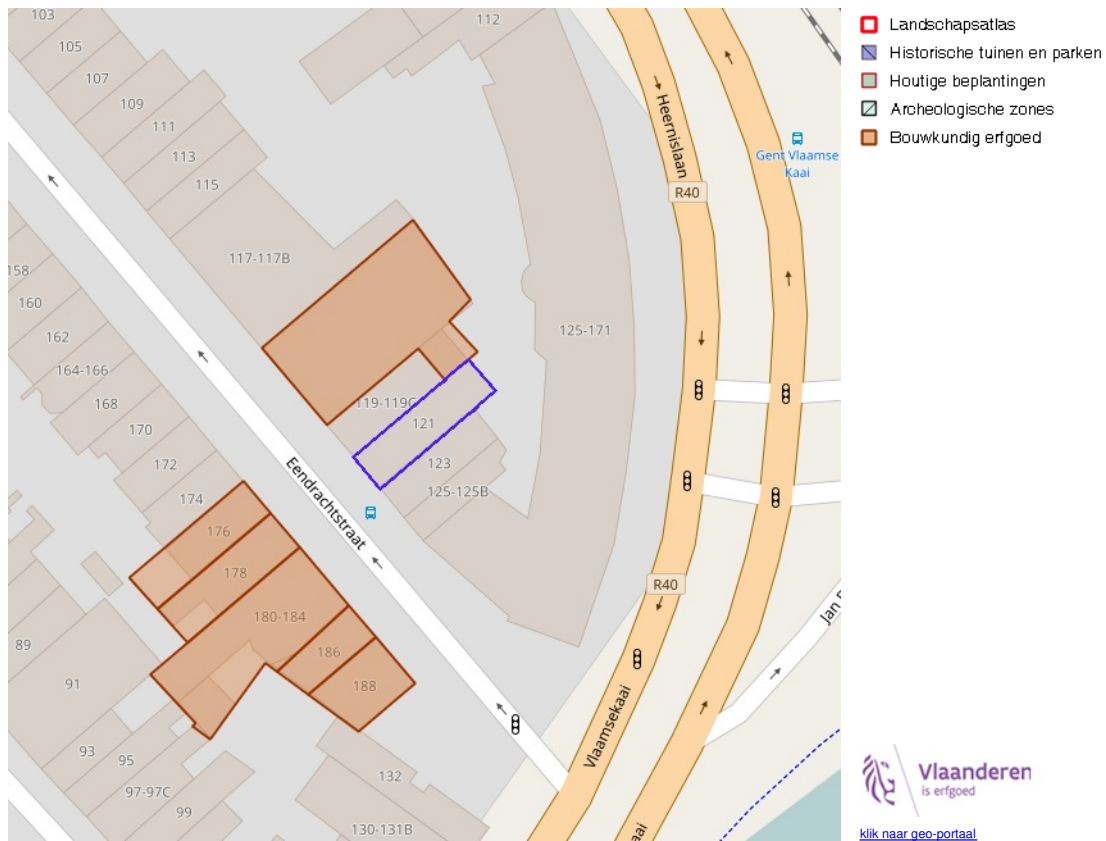 103
105
107
109
111
113
115
117-117B
112
158
160
162
164-166
168
170
172
174
176
178
180-184
186
188
119-119C
121
123
125-125B
125-171
89
91
93
95
97-97C
99
132
130-131B
Eendrachtstraat
Heernislaan
R40
R40
Vlaamsekaai
Gent Vlaamse
Kaai
Landschapsatlas
Historische tuinen en parken
Houtige beplantingen
Archeologische zones
Bouwkundig erfgoed
Vlaanderen
is erfgoed
klik naar geo-portaal